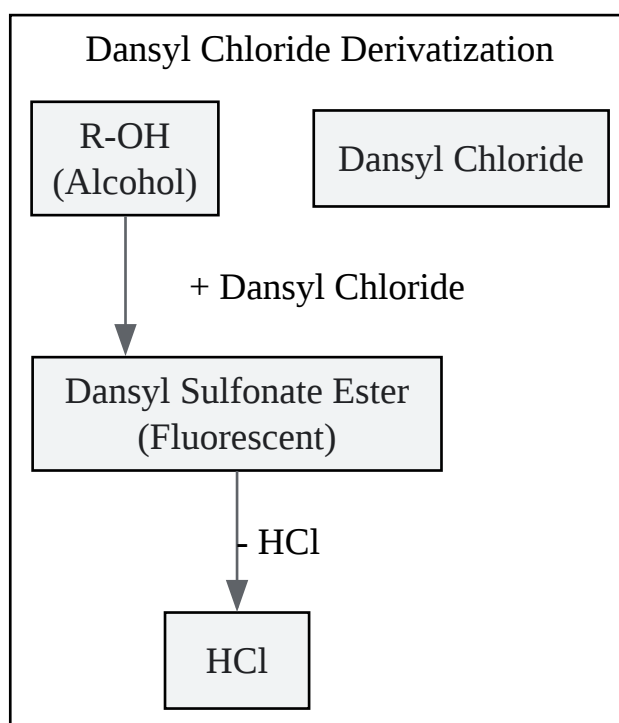 Dansyl Chloride Derivatization
R-OH
(Alcohol)
Dansyl Chloride
+ Dansyl Chloride
Dansyl Sulfonate Ester
(Fluorescent)
- HCl
HCl